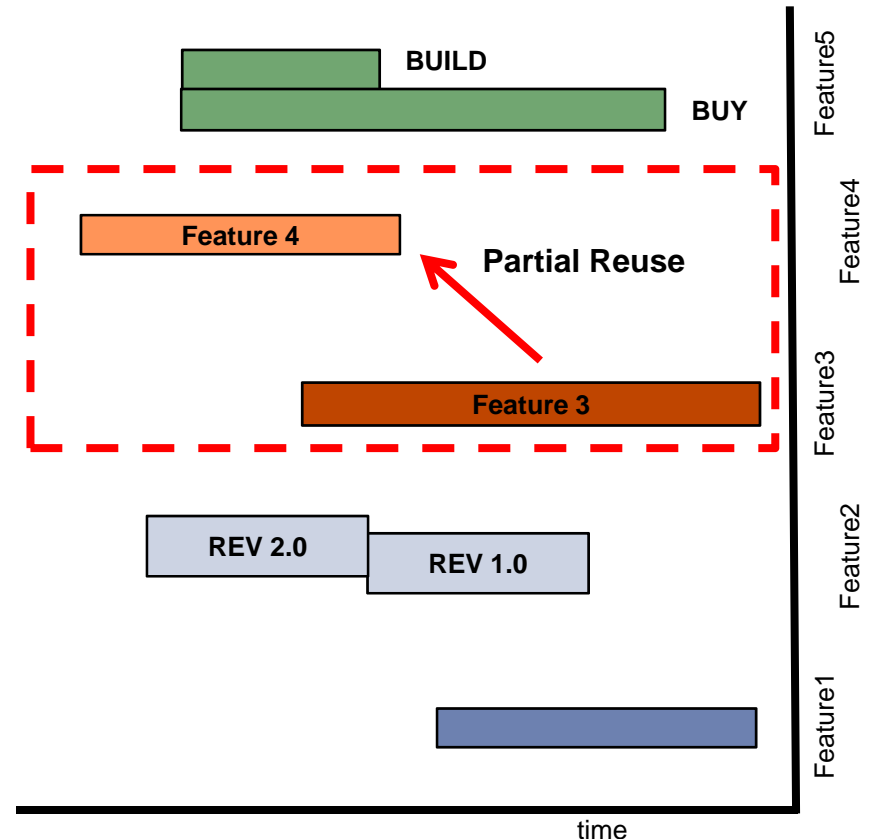 BUILD
BUY
Feature5
Feature 4
Partial Reuse
Feature4
Feature 3
Feature3
REV 2.0
REV 1.0
Feature2
Feature1
time